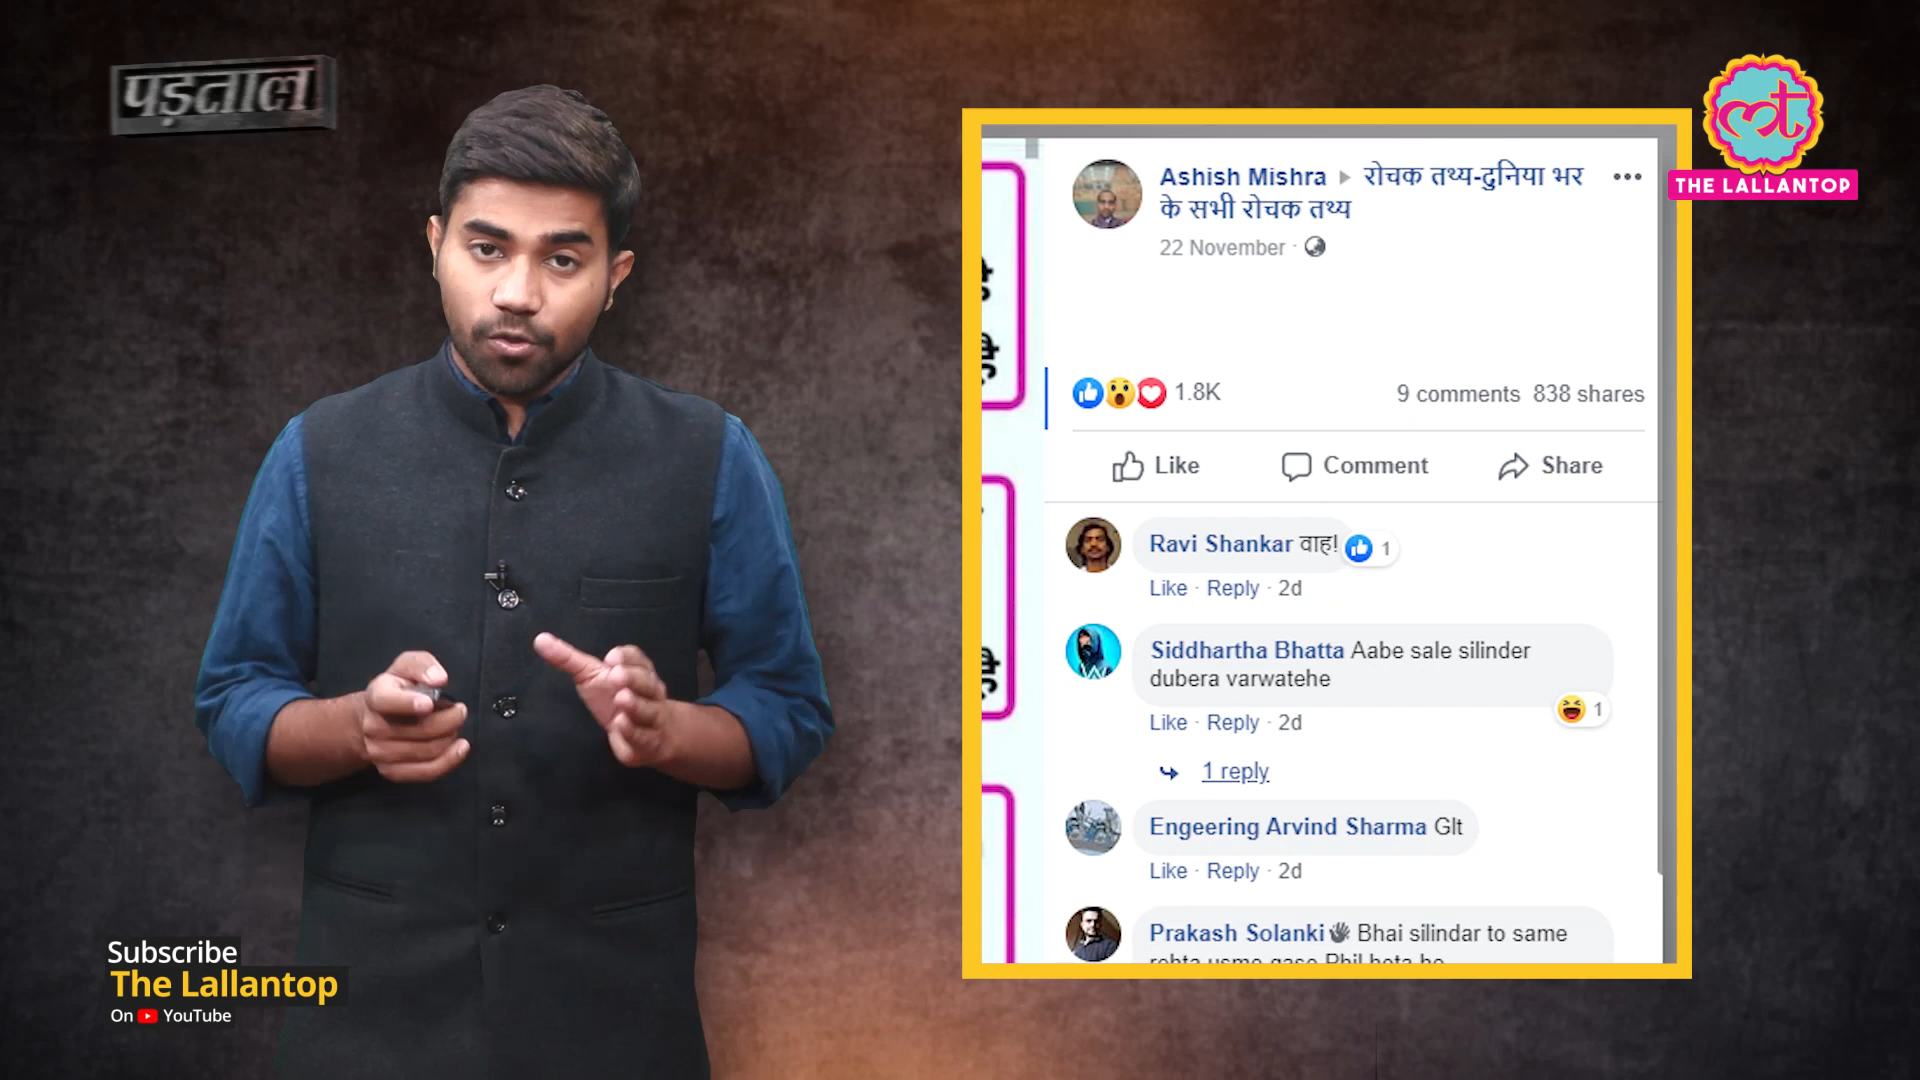 पड़ताल
THE LALLANTOP
Ashish Mishra ▸ रोचक तथ्य-दुनिया भर
के सभी रोचक तथ्य
22 November ·
1.8K
9 comments 838 shares
Like Comment Share
Ravi Shankar वाह! 1
Like · Reply · 2d
Siddhartha Bhatta Aabe sale silinder
dubera varwatehe
1
Like · Reply · 2d
1 reply
Engeering Arvind Sharma Glt
Like · Reply · 2d
Prakash Solanki Bhai silindar to same
Subscribe
The Lallantop
On YouTube